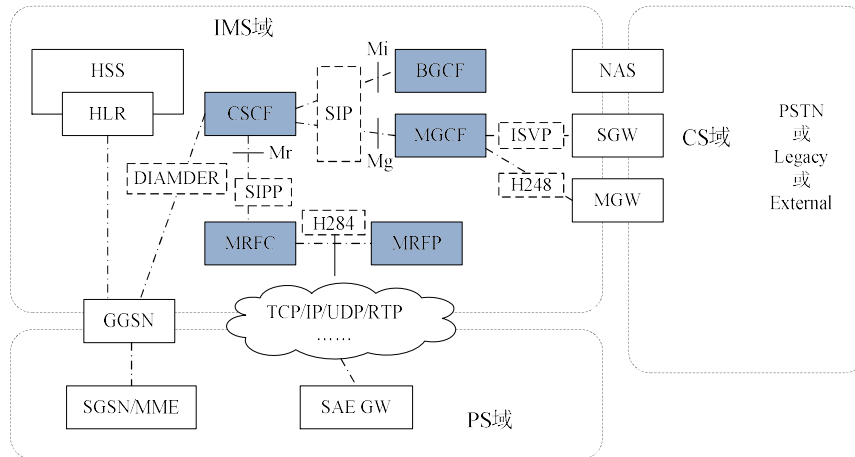 IMS域
HSS
HLR
CSCF
SIP
Mi
BGCF
NAS
MGCF
ISVP
SGW
CS域
PSTN
或
Legacy
或
External
Mr
Mg
DIAMDER
SIPP
H248
MGW
H284
MRFC
MRFP
GGSN
TCP/IP/UDP/RTP
……
SGSN/MME
SAE GW
PS域